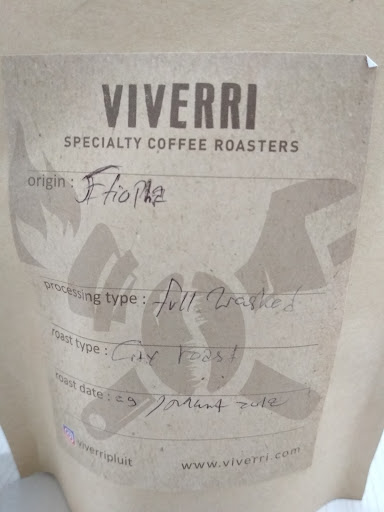 VIVERRI
SPECIALTY COFFEE ROASTERS
origin :
processing type : full washed
roast type : City roast
roast date :
viverripluit
www.viverri.com